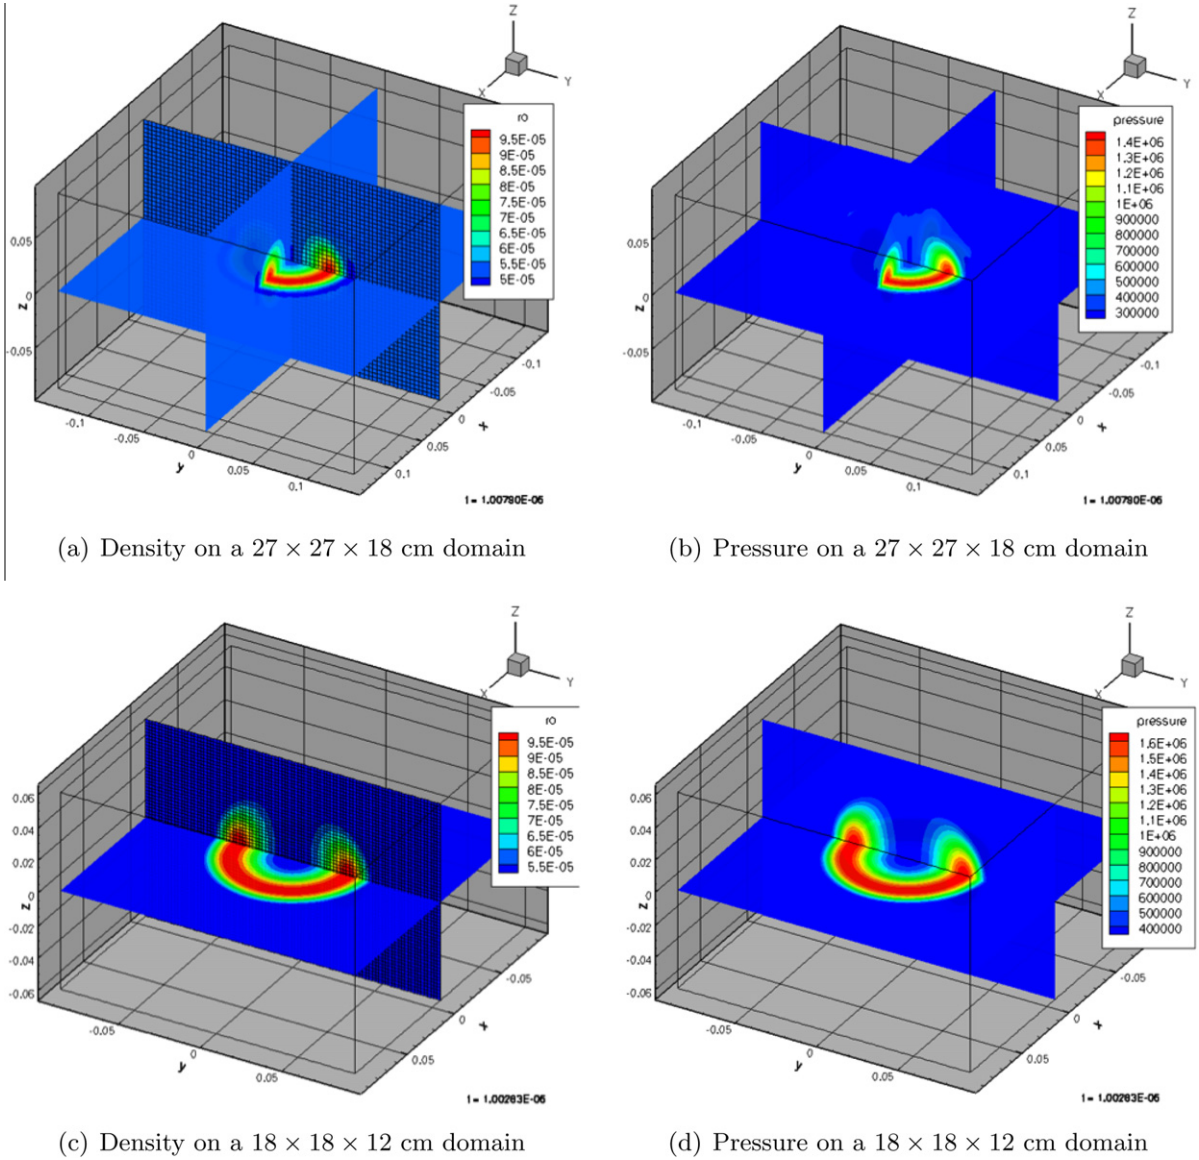 Z
Y
X
ro
9.5E-05
9E-05
8.5E-05
8E-05
7.5E-05
7E-05
6.5E-05
6E-05
5.5E-05
5E-05
0.05
0
-0.05
z
-0.1
-0.05
0
0.05
0.1
y
-0.1
-0.05
0
0.05
0.1
x
t= 1.00780E-06
(a) Density on a 27 × 27 × 18 cm domain
Z
Y
X
pressure
1.4E+06
1.3E+06
1.2E+06
1.1E+06
1E+06
900000
800000
700000
600000
500000
400000
300000
0.05
0
-0.05
z
-0.1
-0.05
0
0.05
0.1
y
-0.1
-0.05
0
0.05
0.1
x
t= 1.00780E-06
(b) Pressure on a 27 × 27 × 18 cm domain
Z
Y
X
ro
9.5E-05
9E-05
8.5E-05
8E-05
7.5E-05
7E-05
6.5E-05
6E-05
5.5E-05
0.06
0.04
0.02
0
-0.02
-0.04
-0.06
z
-0.05
0
0.05
y
-0.05
0
0.05
x
t= 1.00263E-06
(c) Density on a 18 × 18 × 12 cm domain
Z
Y
X
pressure
1.6E+06
1.5E+06
1.4E+06
1.3E+06
1.2E+06
1.1E+06
1E+06
900000
800000
700000
600000
500000
400000
0.06
0.04
0.02
0
-0.02
-0.04
-0.06
z
-0.05
0
0.05
y
-0.05
0
0.05
x
t= 1.00263E-06
(d) Pressure on a 18 × 18 × 12 cm domain